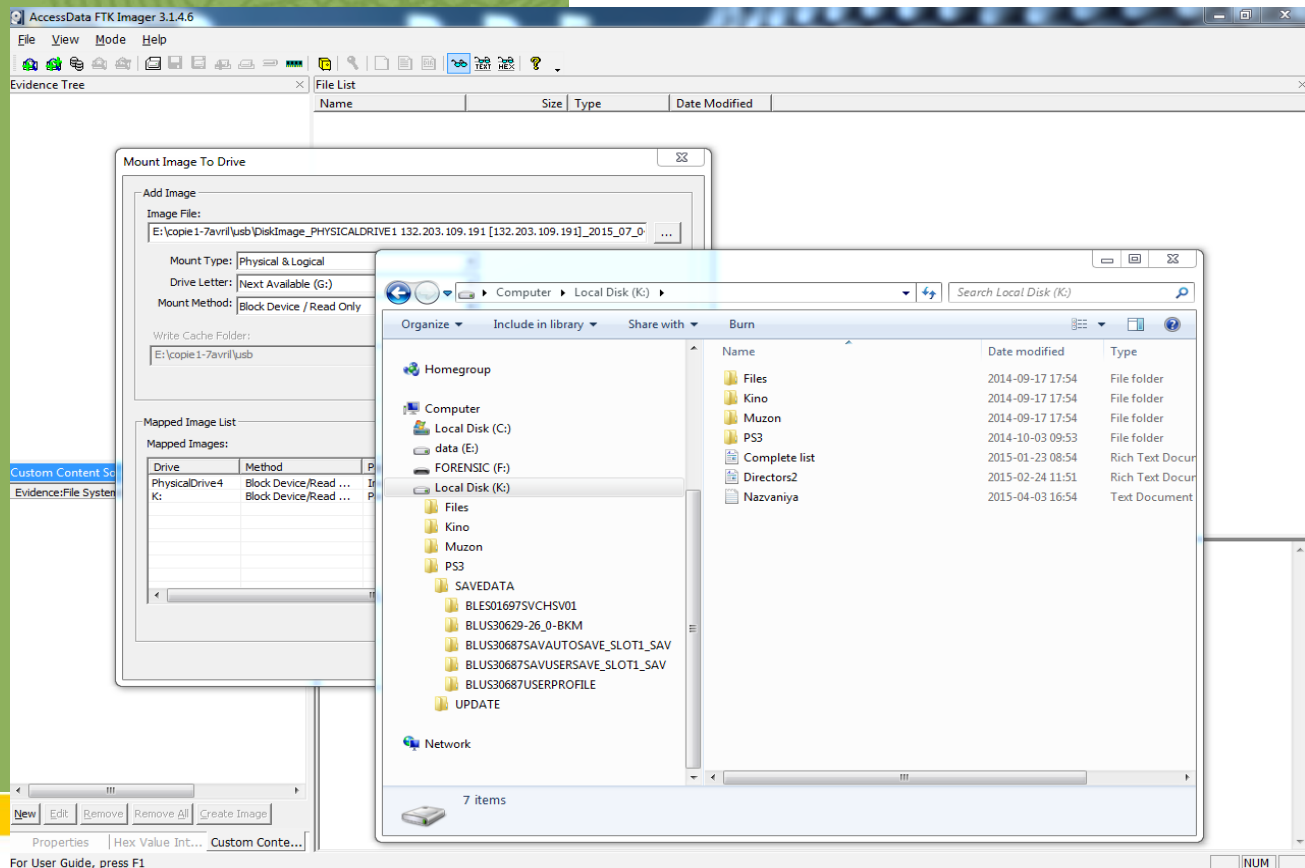 AccessData FTK Imager 3.1.4.6
File View Mode Help
Evidence Tree
File List
Name Size Type Date Modified
Mount Image To Drive
Add Image
Image File:
E:\copie1-7avril\usb\DiskImage_PHYSICALDRIVE1 132.203.109.191 [132.203.109.191]_2015_07_0
...
Mount Type: Physical & Logical
Drive Letter: Next Available (G:)
Mount Method: Block Device / Read Only
Write Cache Folder:
E:\copie1-7avril\usb
Mapped Image List
Mapped Images:
Drive Method P
PhysicalDrive4 Block Device/Read ...
K: Block Device/Read ... P
Custom Content So
Evidence:File System
Computer Local Disk (K:)
Search Local Disk (K:)
Organize Include in library Share with Burn
Homegroup
Computer
Local Disk (C:)
data (E:)
FORENSIC (F:)
Local Disk (K:)
Files
Kino
Muzon
PS3
SAVEDATA
BLES01697SVCHSV01
BLUS30629-26_0-BKM
BLUS30687SAVAUTOSAVE_SLOT1_SAV
BLUS30687SAVUSERSAVE_SLOT1_SAV
BLUS30687USERPROFILE
UPDATE
Network
Name Date modified Type
Files 2014-09-17 17:54 File folder
Kino 2014-09-17 17:54 File folder
Muzon 2014-09-17 17:54 File folder
PS3 2014-10-03 09:53 File folder
Complete list 2015-01-23 08:54 Rich Text Docur
Directors2 2015-02-24 11:51 Rich Text Docur
Nazvaniya 2015-04-03 16:54 Text Document
7 items
New Edit Remove Remove All Create Image
Properties Hex Value Int... Custom Conte...
For User Guide, press F1
NUM